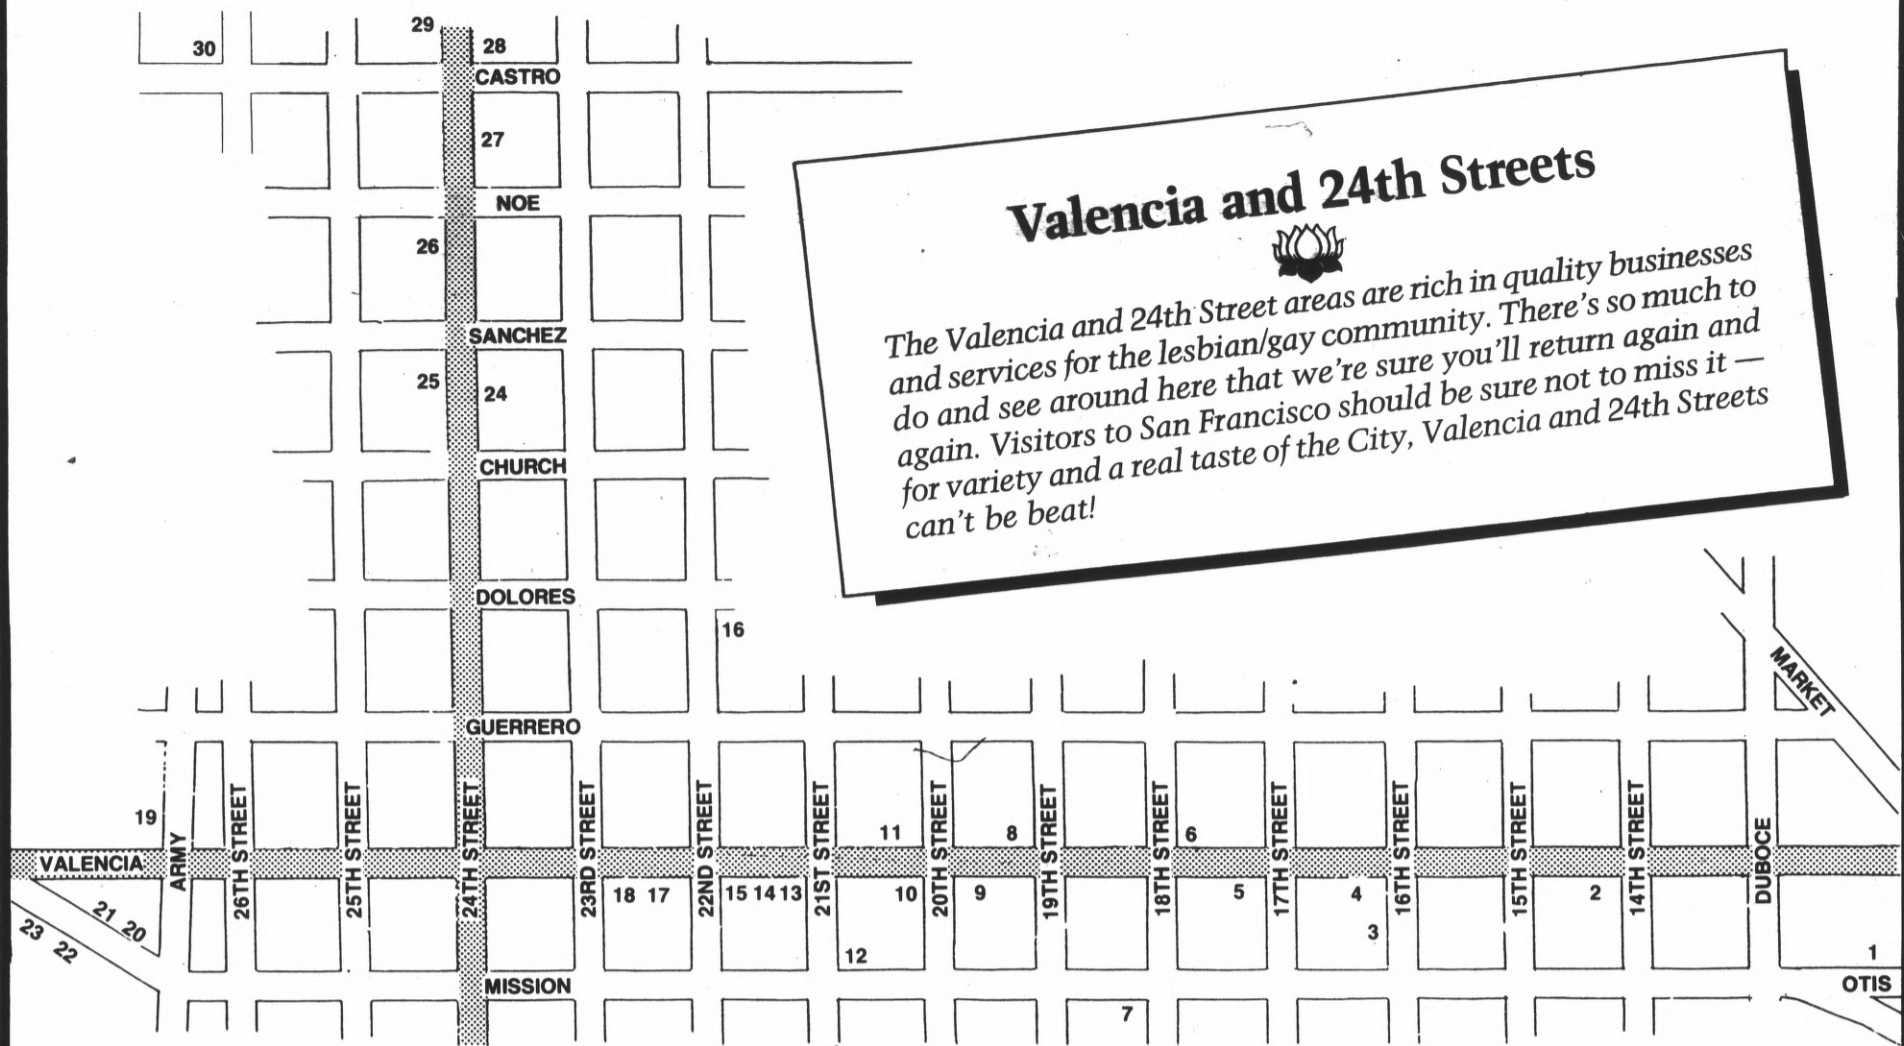 29
30
28
CASTRO
27
NOE
26
SANCHEZ
25
24
CHURCH
DOLORES
16
GUERRERO
Valencia and 24th Streets
The Valencia and 24th Street areas are rich in quality businesses
and services for the lesbian/gay community. There's so much to
do and see around here that we're sure you'll return again and
again. Visitors to San Francisco should be sure not to miss it —
for variety and a real taste of the City, Valencia and 24th Streets
can't be beat!
MARKET
19
11
8
6
VALENCIA
ARMY
26TH STREET
25TH STREET
24TH STREET
23RD STREET
22ND STREET
21ST STREET
20TH STREET
19TH STREET
18TH STREET
17TH STREET
16TH STREET
15TH STREET
14TH STREET
DUBOCE
18 17
15 14 13
10
9
5
4
2
21 20
23 22
3
12
1
MISSION
OTIS
7